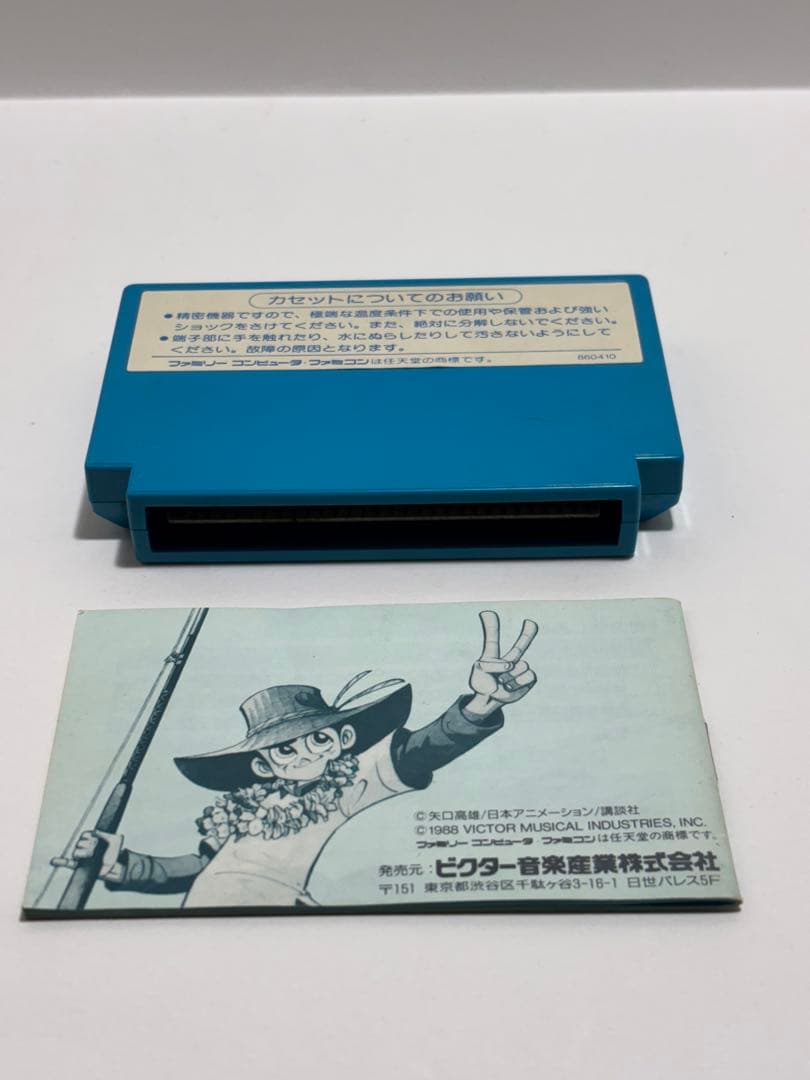 カセットについてのお願い
●精密機器ですので、極端な温度条件下での使用や保管および強い
ショックをさけてください。また、絶対に分解しないでください。
●端子部に手を触れたり、水にぬらしたりして汚さないようにして
ください。故障の原因となります。
ファミリー コンピュータ・ファミコンは任天堂の商標です。
860410
©矢口高雄/日本アニメーション/講談社
©1988 VICTOR MUSICAL INDUSTRIES, INC.
ファミリー コンピュータ・ファミコンは任天堂の商標です。
発売元:ビクター音楽産業株式会社
〒151 東京都渋谷区千駄ケ谷3-16-1 日世パレス5F